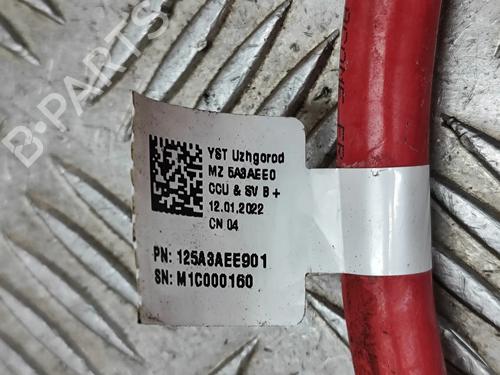 YST Uzhgorod
MZ 5A3AEE0
CCU & SV B +
12.01.2022
CN 04
PN: 125A3AEE901
SN: M1C000160
B-PARTS